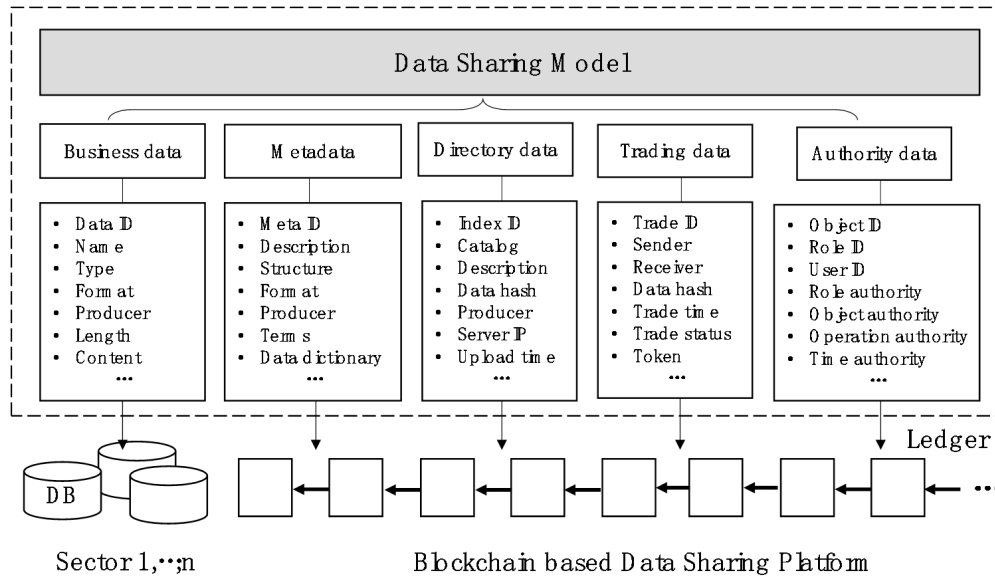 Data Sharing Model
Business data
Metadata
Directory data
Trading data
Authority data
• Data ID
• Name
• Type
• Format
• Producer
• Length
• Content
...
• Meta ID
• Description
• Structure
• Format
• Producer
• Terms
• Data dictionary
...
• Index ID
• Catalog
• Description
• Data hash
• Producer
• Server IP
• Upload time
...
• Trade ID
• Sender
• Receiver
• Data hash
• Trade time
• Trade status
• Token
...
• Object ID
• Role ID
• User ID
• Role authority
• Object authority
• Operation authority
• Time authority
...
Ledger
DB
...
Sector 1,···,n
Blockchain based Data Sharing Platform